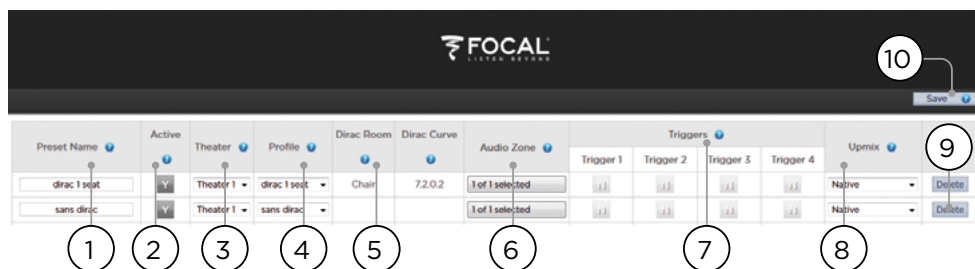 FOCAL
LISTEN BEYOND
10
Save
Preset Name Active Theater Profile Dirac Room Dirac Curve Audio Zone Triggers Upmix 9
Trigger 1 Trigger 2 Trigger 3 Trigger 4
dirac 1 seat Y Theater 1 dirac 1 seat Chair 7.2.0.2 1 of 1 selected N N N N Native Delete
sans dirac Y Theater 1 sans dirac 1 of 1 selected N N N N Native Delete
1 2 3 4 5 6 7 8